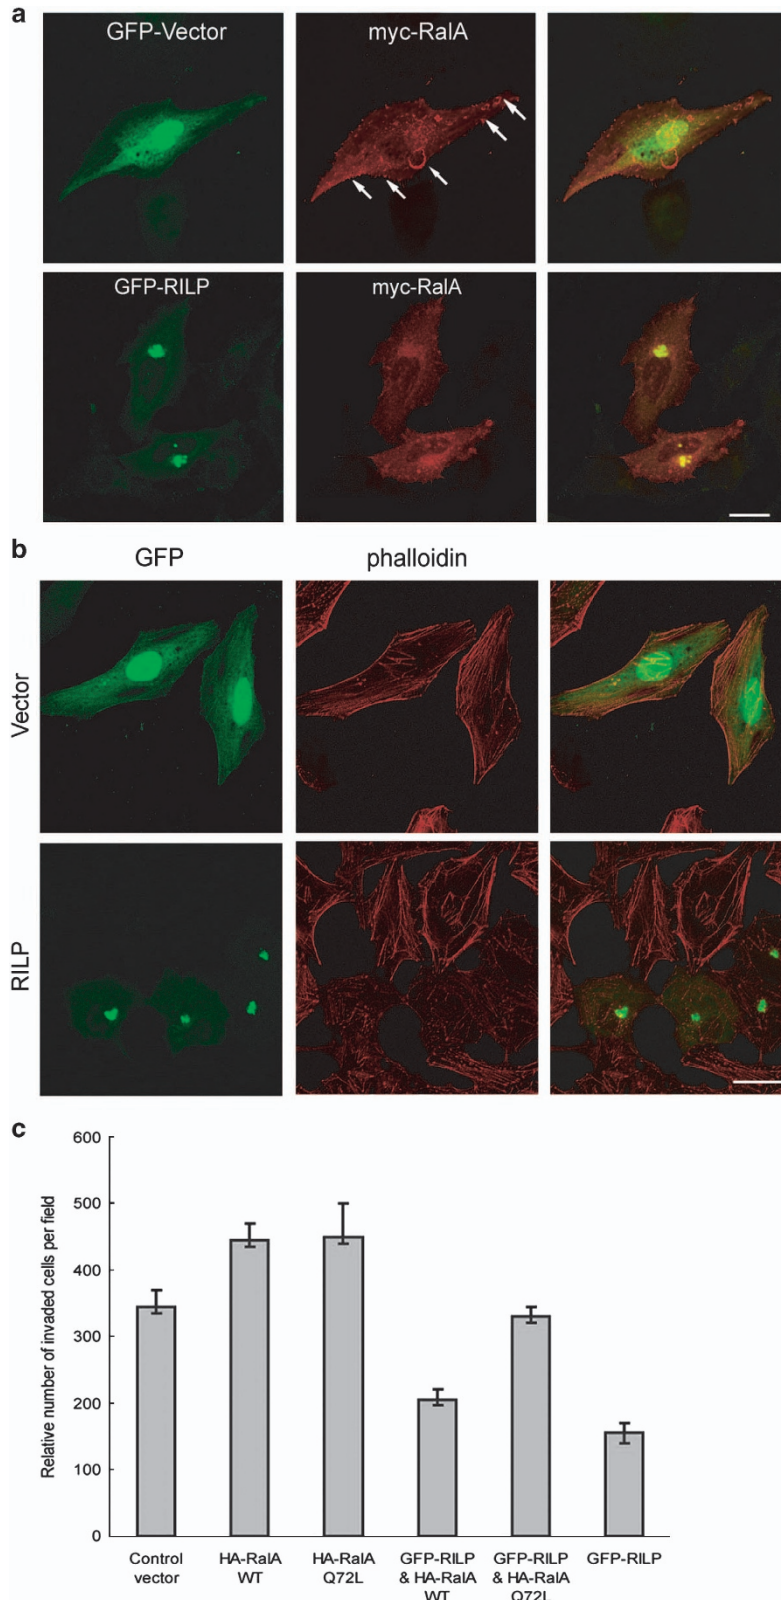 a
GFP-Vector
myc-RalA
GFP-RILP
myc-RalA
b
GFP
phalloidin
Vector
RILP
c
Relative number of invaded cells per field
600
500
400
300
200
100
0
Control
vector
HA-RalA
WT
HA-RalA
Q72L
GFP-RILP
& HA-RalA
WT
GFP-RILP
& HA-RalA
Q72L
GFP-RILP